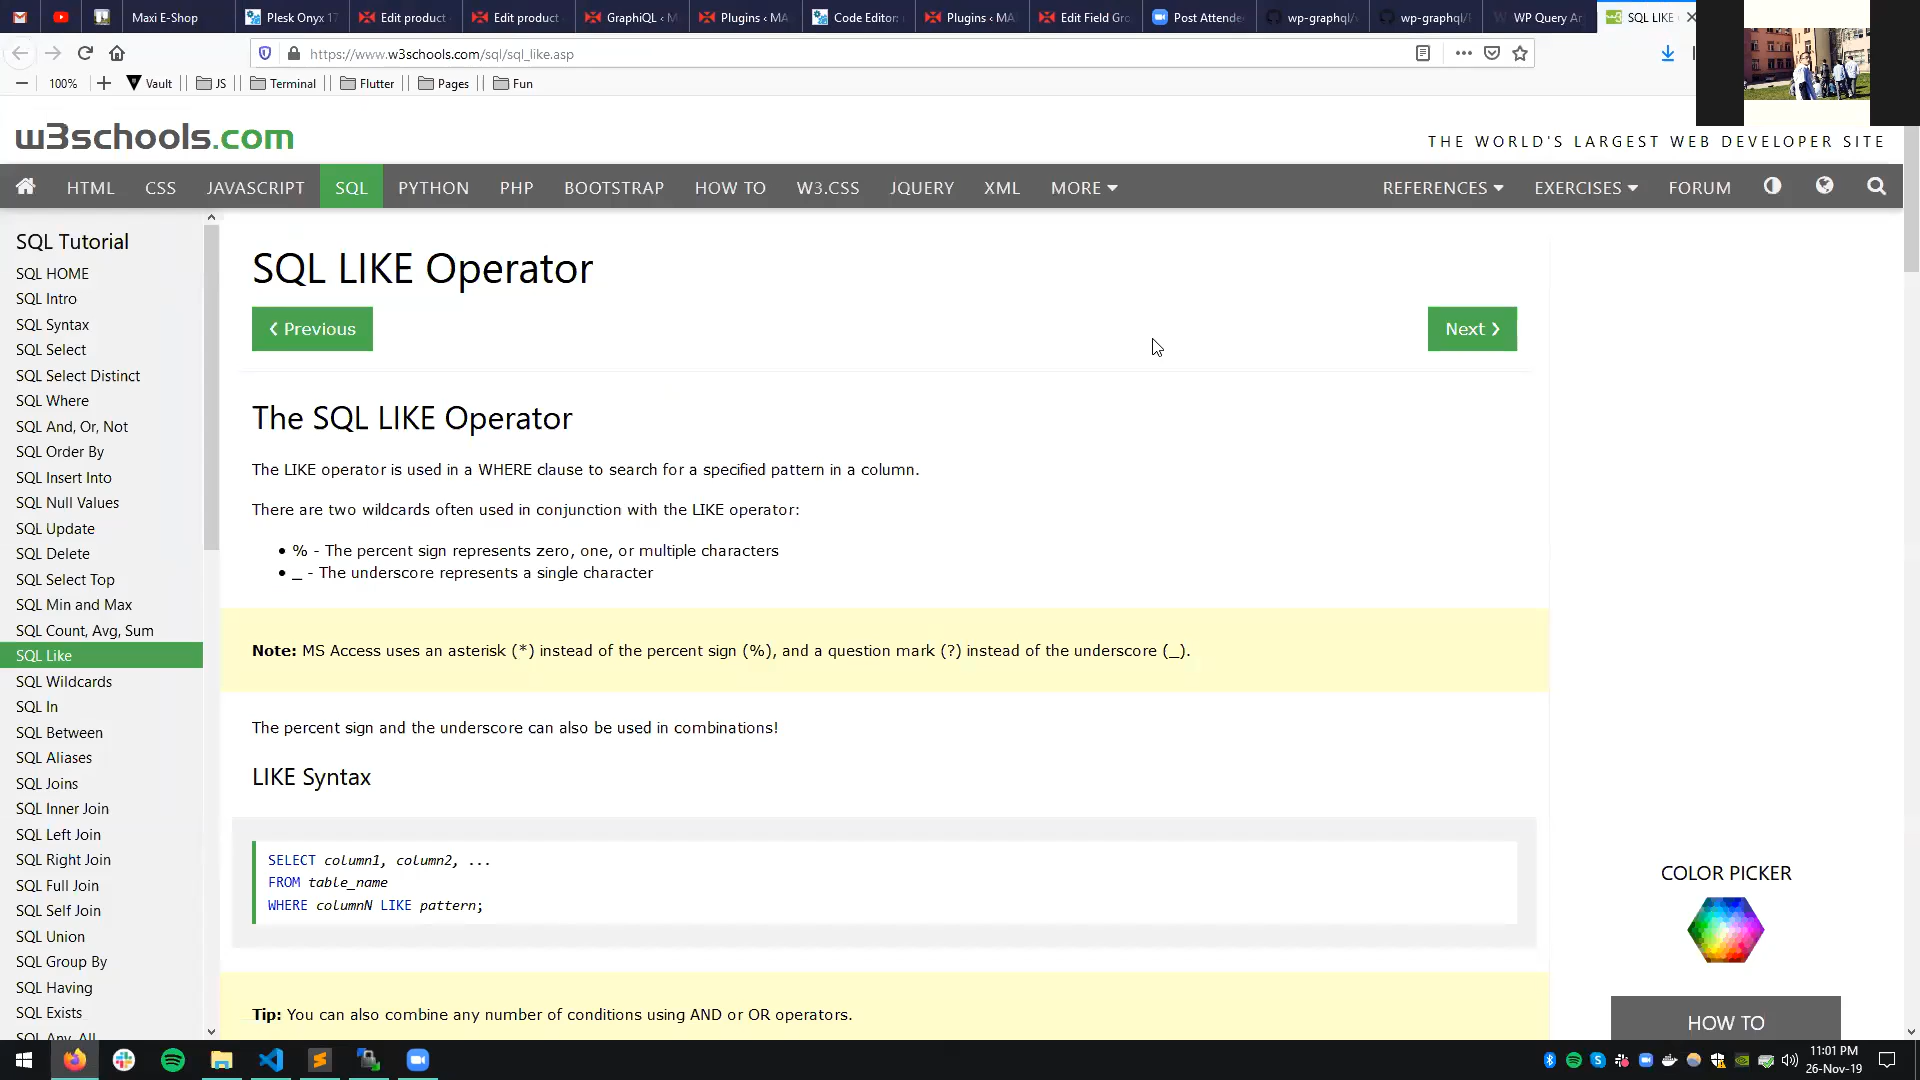 Maxi E-Shop
Plesk Onyx 17
Edit product
Edit product
GraphiQL ‹ M
Plugins ‹ MA
Code Editor:
Plugins ‹ MA
Edit Field Gro
Post Attende
wp-graphql/
wp-graphql/
WP Query Ar
SQL LIKE
https://www.w3schools.com/sql/sql_like.asp
100%
Vault
JS
Terminal
Flutter
Pages
Fun
w3schools.com
THE WORLD'S LARGEST WEB DEVELOPER SITE
HTML
CSS
JAVASCRIPT
SQL
PYTHON
PHP
BOOTSTRAP
HOW TO
W3.CSS
JQUERY
XML
MORE
REFERENCES
EXERCISES
FORUM
SQL Tutorial
SQL HOME
SQL Intro
SQL Syntax
SQL Select
SQL Select Distinct
SQL Where
SQL And, Or, Not
SQL Order By
SQL Insert Into
SQL Null Values
SQL Update
SQL Delete
SQL Select Top
SQL Min and Max
SQL Count, Avg, Sum
SQL Like
SQL Wildcards
SQL In
SQL Between
SQL Aliases
SQL Joins
SQL Inner Join
SQL Left Join
SQL Right Join
SQL Full Join
SQL Self Join
SQL Union
SQL Group By
SQL Having
SQL Exists
SQL Any, All
SQL LIKE Operator
❮ Previous
Next ❯
The SQL LIKE Operator
The LIKE operator is used in a WHERE clause to search for a specified pattern in a column.
There are two wildcards often used in conjunction with the LIKE operator:
• % - The percent sign represents zero, one, or multiple characters
• _ - The underscore represents a single character
Note: MS Access uses an asterisk (*) instead of the percent sign (%), and a question mark (?) instead of the underscore (_).
The percent sign and the underscore can also be used in combinations!
LIKE Syntax
SELECT column1, column2, ...
FROM table_name
WHERE columnN LIKE pattern;
Tip: You can also combine any number of conditions using AND or OR operators.
COLOR PICKER
HOW TO
11:01 PM
26-Nov-19